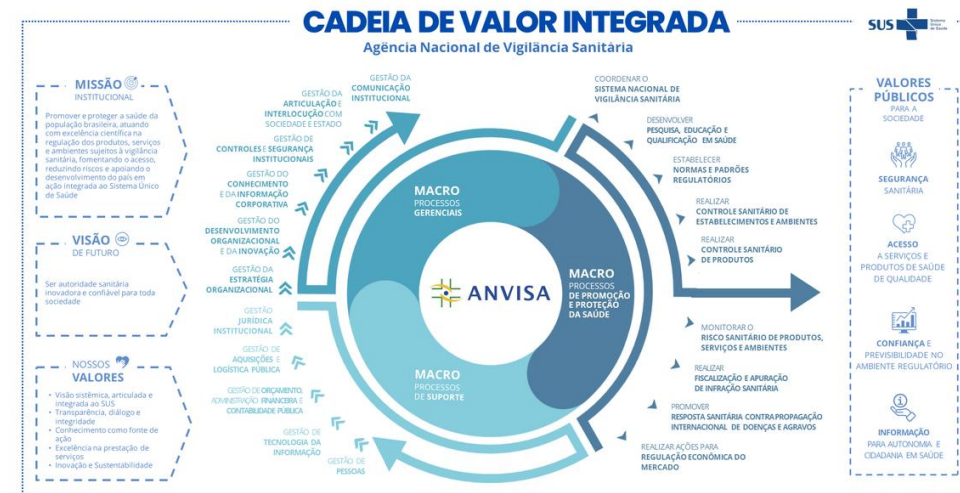 CADEIA DE VALOR INTEGRADA
Agência Nacional de Vigilância Sanitária
SUS
Sistema
Único
de Saúde
MISSÃO
INSTITUCIONAL
Promover e proteger a saúde da
população brasileira, atuando
com excelência científica na
regulação dos produtos, serviços
e ambientes sujeitos à vigilância
sanitária, fomentando o acesso,
reduzindo riscos e apoiando o
desenvolvimento do país em
ação integrada ao Sistema Único
de Saúde
VISÃO
DE FUTURO
Ser autoridade sanitária
inovadora e confiável para toda
sociedade
NOSSOS
VALORES
• Visão sistêmica, articulada e
integrada ao SUS
• Transparência, diálogo e
integridade
• Conhecimento como fonte de
ação
• Excelência na prestação de
serviços
• Inovação e Sustentabilidade
GESTÃO DA
COMUNICAÇÃO
INSTITUCIONAL
GESTÃO DA
ARTICULAÇÃO E
INTERLOCUÇÃO COM
SOCIEDADE E ESTADO
GESTÃO DE
CONTROLES E SEGURANÇA
INSTITUCIONAIS
GESTÃO DO
CONHECIMENTO
E DA INFORMAÇÃO
CORPORATIVA
GESTÃO DO
DESENVOLVIMENTO
ORGANIZACIONAL
E DA INOVAÇÃO
GESTÃO DA
ESTRATÉGIA
ORGANIZACIONAL
GESTÃO
JURÍDICA
INSTITUCIONAL
GESTÃO DE
AQUISIÇÕES E
LOGÍSTICA PÚBLICA
GESTÃO DE ORÇAMENTO,
ADMINISTRAÇÃO FINANCEIRA E
CONTABILIDADE PÚBLICA
GESTÃO DE
TECNOLOGIA DA
INFORMAÇÃO
GESTÃO DE
PESSOAS
MACRO
PROCESSOS
GERENCIAIS
ANVISA
MACRO
PROCESSOS
DE PROMOÇÃO
E PROTEÇÃO
DA SAÚDE
MACRO
PROCESSOS
DE SUPORTE
COORDENAR O
SISTEMA NACIONAL DE
VIGILÂNCIA SANITÁRIA
DESENVOLVER
PESQUISA, EDUCAÇÃO E
QUALIFICAÇÃO EM SAÚDE
ESTABELECER
NORMAS E PADRÕES
REGULATÓRIOS
REALIZAR
CONTROLE SANITÁRIO DE
ESTABELECIMENTOS E AMBIENTES
REALIZAR
CONTROLE SANITÁRIO
DE PRODUTOS
MONITORAR O
RISCO SANITÁRIO DE PRODUTOS,
SERVIÇOS E AMBIENTES
REALIZAR
FISCALIZAÇÃO E APURAÇÃO
DE INFRAÇÃO SANITÁRIA
PROMOVER
RESPOSTA SANITÁRIA CONTRA PROPAGAÇÃO
INTERNACIONAL DE DOENÇAS E AGRAVOS
REALIZAR AÇÕES PARA
REGULAÇÃO ECONÔMICA DO
MERCADO
VALORES
PÚBLICOS
PARA A
SOCIEDADE
SEGURANÇA
SANITÁRIA
ACESSO
A SERVIÇOS E
PRODUTOS DE SAÚDE
DE QUALIDADE
CONFIANÇA E
PREVISIBILIDADE NO
AMBIENTE REGULATÓRIO
INFORMAÇÃO
PARA AUTONOMIA E
CIDADANIA EM SAÚDE